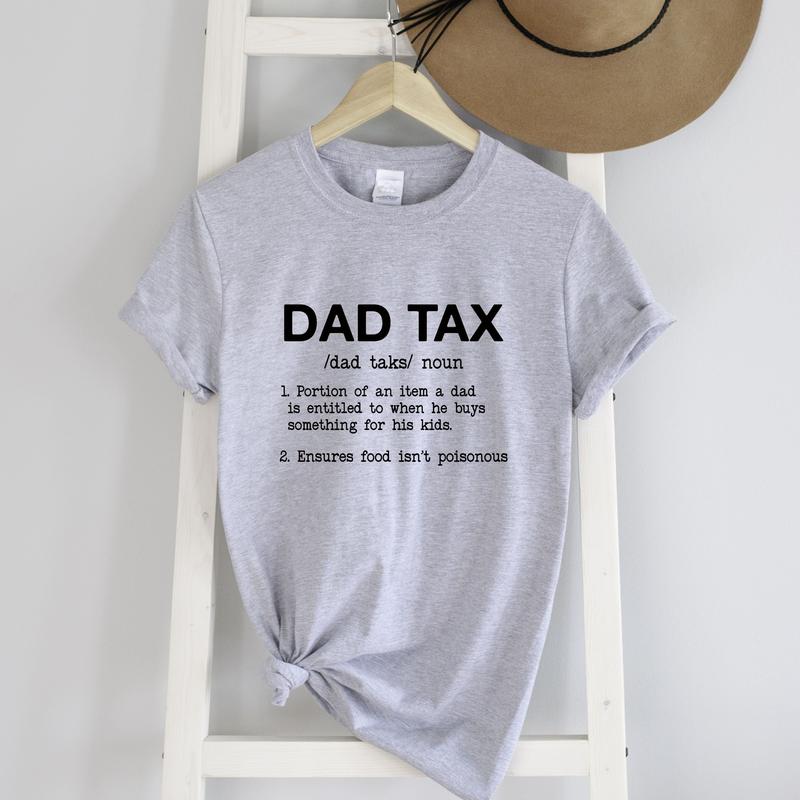 DAD TAX
/dad taks/ noun
1. Portion of an item a dad
is entitled to when he buys
something for his kids.
2. Ensures food isn't poisonous